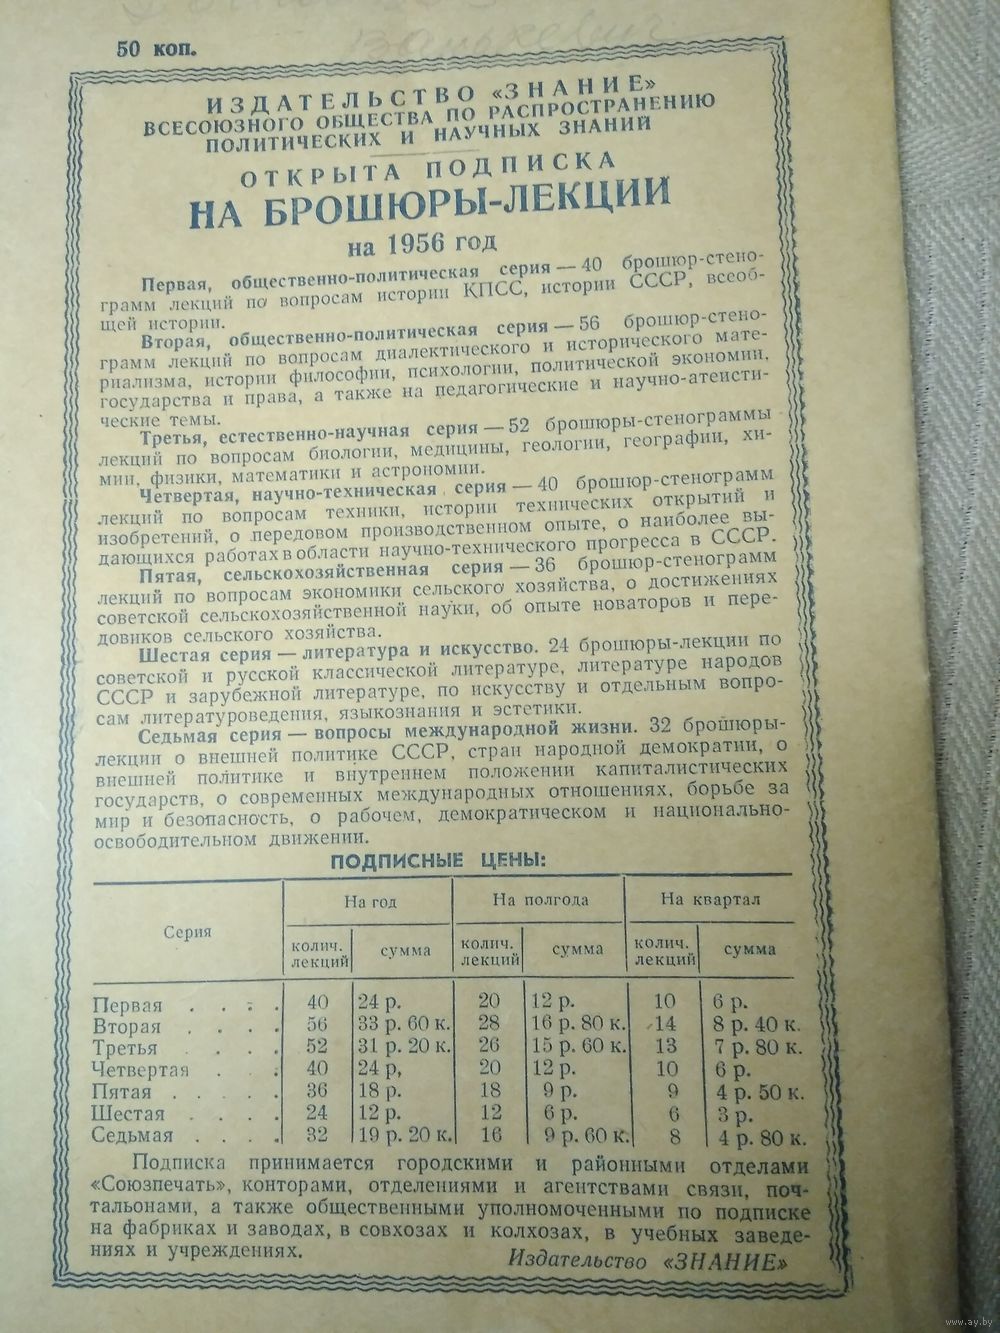 Ванькевич
50 коп.
ИЗДАТЕЛЬСТВО «ЗНАНИЕ»
ВСЕСОЮЗНОГО ОБЩЕСТВА ПО РАСПРОСТРАНЕНИЮ
ПОЛИТИЧЕСКИХ И НАУЧНЫХ ЗНАНИЙ
ОТКРЫТА ПОДПИСКА
НА БРОШЮРЫ-ЛЕКЦИИ
на 1956 год
Первая, общественно-политическая серия — 40 брошюр-стено-
грамм лекций по вопросам истории КПСС, истории СССР, всеоб-
щей истории.
Вторая, общественно-политическая серия — 56 брошюр-стено-
грамм лекций по вопросам диалектического и исторического мате-
риализма, истории философии, психологии, политической экономии,
государства и права, а также на педагогические и научно-атеисти-
ческие темы.
Третья, естественно-научная серия — 52 брошюры-стенограммы
лекций по вопросам биологии, медицины, геологии, географии, хи-
мии, физики, математики и астрономии.
Четвертая, научно-техническая серия — 40 брошюр-стенограмм
лекций по вопросам техники, истории технических открытий и
изобретений, о передовом производственном опыте, о наиболее вы-
дающихся работах в области научно-технического прогресса в СССР.
Пятая, сельскохозяйственная серия — 36 брошюр-стенограмм
лекций по вопросам экономики сельского хозяйства, о достижениях
советской сельскохозяйственной науки, об опыте новаторов и пере-
довиков сельского хозяйства.
Шестая серия — литература и искусство. 24 брошюры-лекции по
советской и русской классической литературе, литературе народов
СССР и зарубежной литературе, по искусству и отдельным вопро-
сам литературоведения, языкознания и эстетики.
Седьмая серия — вопросы международной жизни. 32 брошюры-
лекции о внешней политике СССР, стран народной демократии, о
внешней политике и внутреннем положении капиталистических
государств, о современных международных отношениях, борьбе за
мир и безопасность, о рабочем, демократическом и национально-
освободительном движении.
ПОДПИСНЫЕ ЦЕНЫ:
Серия На год На полгода На квартал
колич. лекций сумма колич. лекций сумма колич. лекций сумма
Первая . . . . 40 24 р. 20 12 р. 10 6 р.
Вторая . . . . 56 33 р. 60 к. 28 16 р. 80 к. 14 8 р. 40 к.
Третья . . . . 52 31 р. 20 к. 26 15 р. 60 к. 13 7 р. 80 к.
Четвертая . . 40 24 р, 20 12 р. 10 6 р.
Пятая . . . . . 36 18 р. 18 9 р. 9 4 р. 50 к.
Шестая . . . . 24 12 р. 12 6 р. 6 3 р.
Седьмая . . . . 32 19 р. 20 к. 16 9 р. 60 к. 8 4 р. 80 к.
Подписка принимается городскими и районными отделами
«Союзпечать», конторами, отделениями и агентствами связи, поч-
тальонами, а также общественными уполномоченными по подписке
на фабриках и заводах, в совхозах и колхозах, в учебных заведе-
ниях и учреждениях.
Издательство «ЗНАНИЕ»
www.ay.by